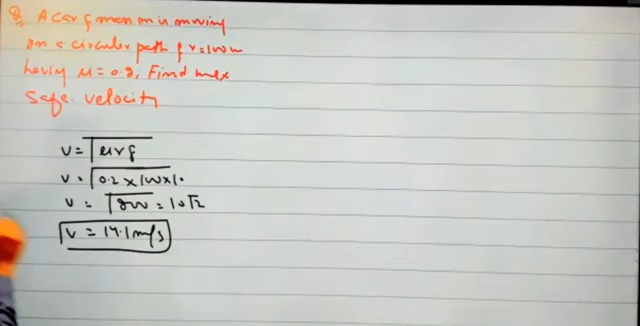 Q. A car of mass m is moving
on a circular path of r=100m
having μ = 0.2, Find max
safe velocity
v = √μrg
v = √0.2×100×10
v = √200 = 10√2
v = 14.1 m/s